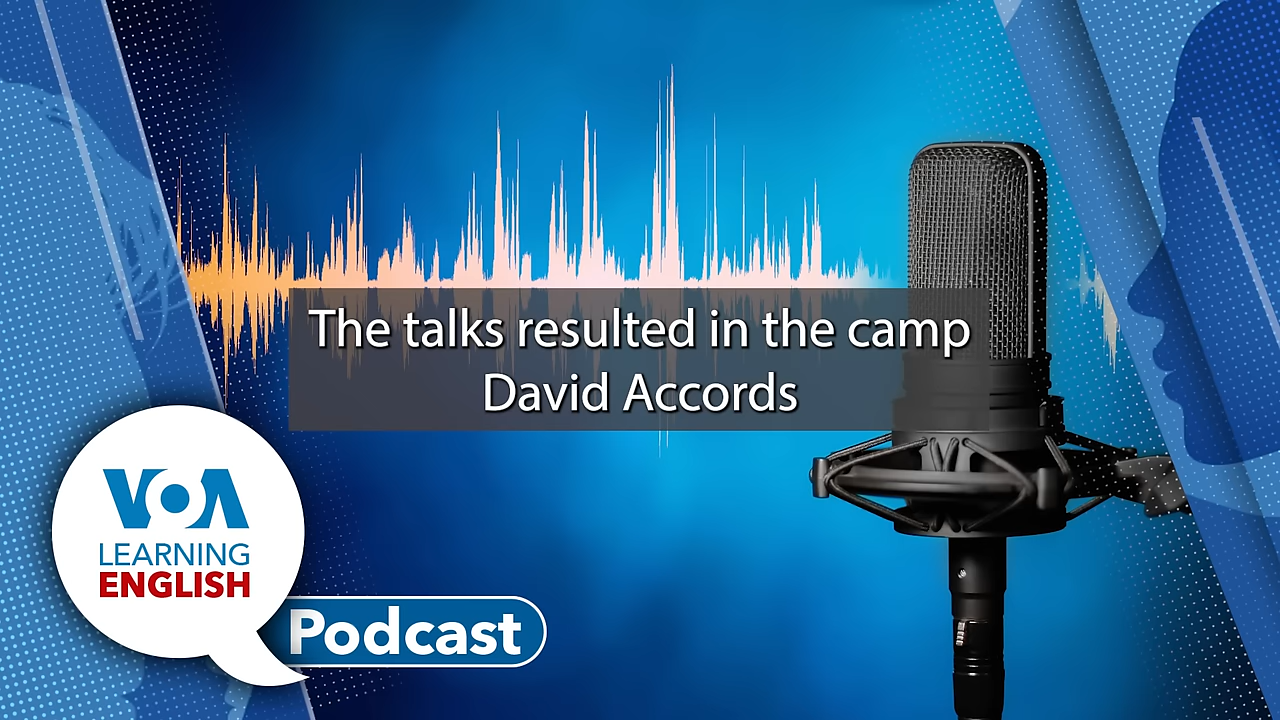 The talks resulted in the camp
David Accords
VOA
LEARNING
ENGLISH
Podcast